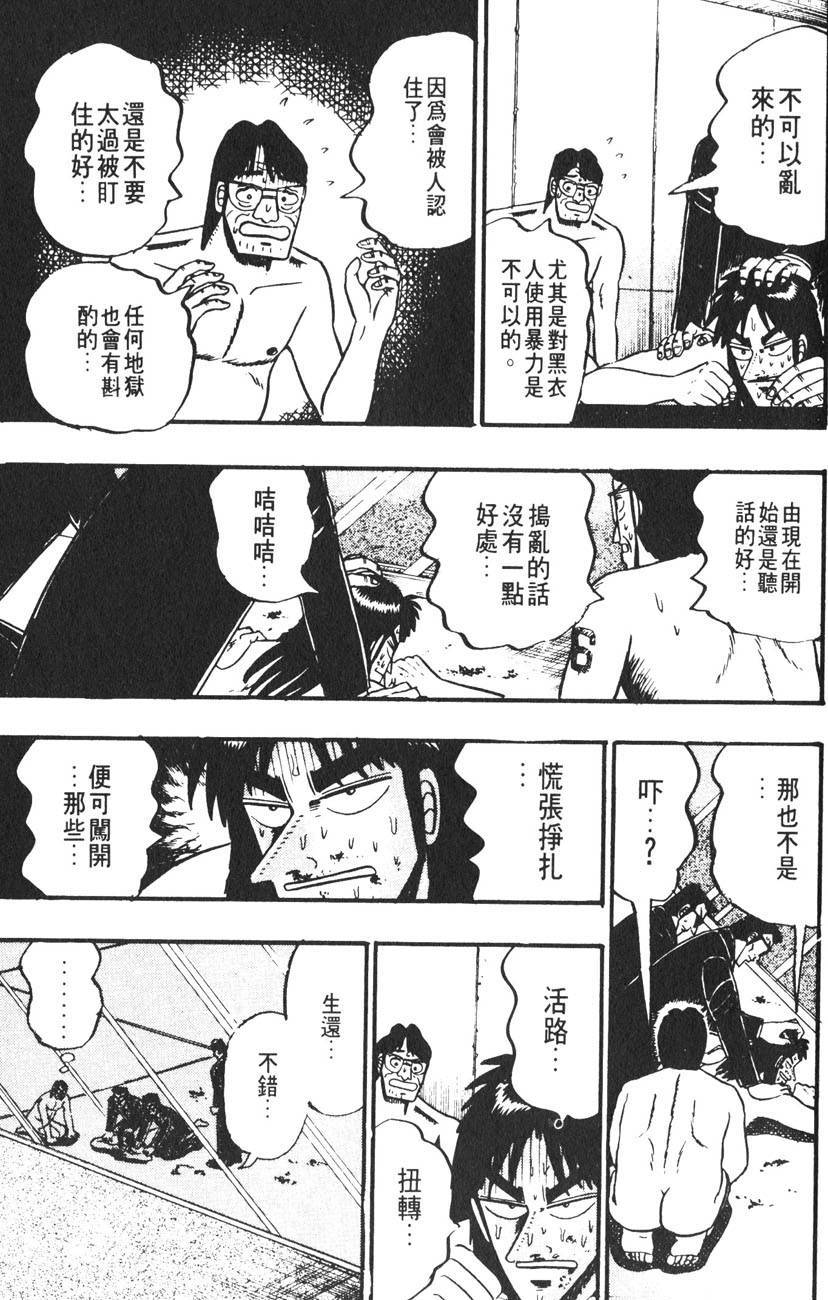 不可以亂
來的…
尤其是對黑衣
人使用暴力是
不可以的。
因爲會被人認
住了…
還是不要
太過被盯
住的好…
任何地獄
也會有斟
酌的…
由現在開
始還是聽
話的好…
6
搗亂的話
沒有一點
好處…
咭咭咭…
那也不是
…
吓…?
慌張掙扎
…
便可闖開
…那些…
活路…
扭轉…
生還…
不錯…
………